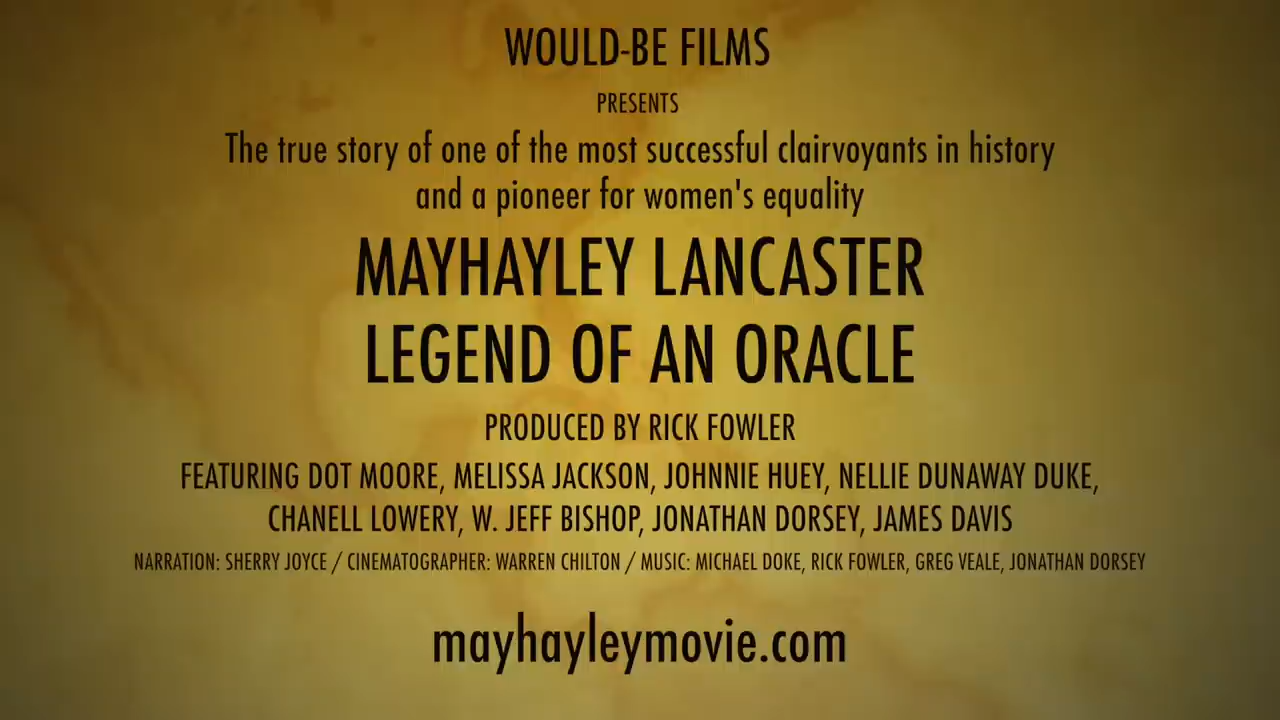 WOULD-BE FILMS
PRESENTS
The true story of one of the most successful clairvoyants in history
and a pioneer for women's equality
MAYHAYLEY LANCASTER
LEGEND OF AN ORACLE
PRODUCED BY RICK FOWLER
FEATURING DOT MOORE, MELISSA JACKSON, JOHNNIE HUEY, NELLIE DUNAWAY DUKE,
CHANELL LOWERY, W. JEFF BISHOP, JONATHAN DORSEY, JAMES DAVIS
NARRATION: SHERRY JOYCE / CINEMATOGRAPHER: WARREN CHILTON / MUSIC: MICHAEL DOKE, RICK FOWLER, GREG VEALE, JONATHAN DORSEY
mayhayleymovie.com